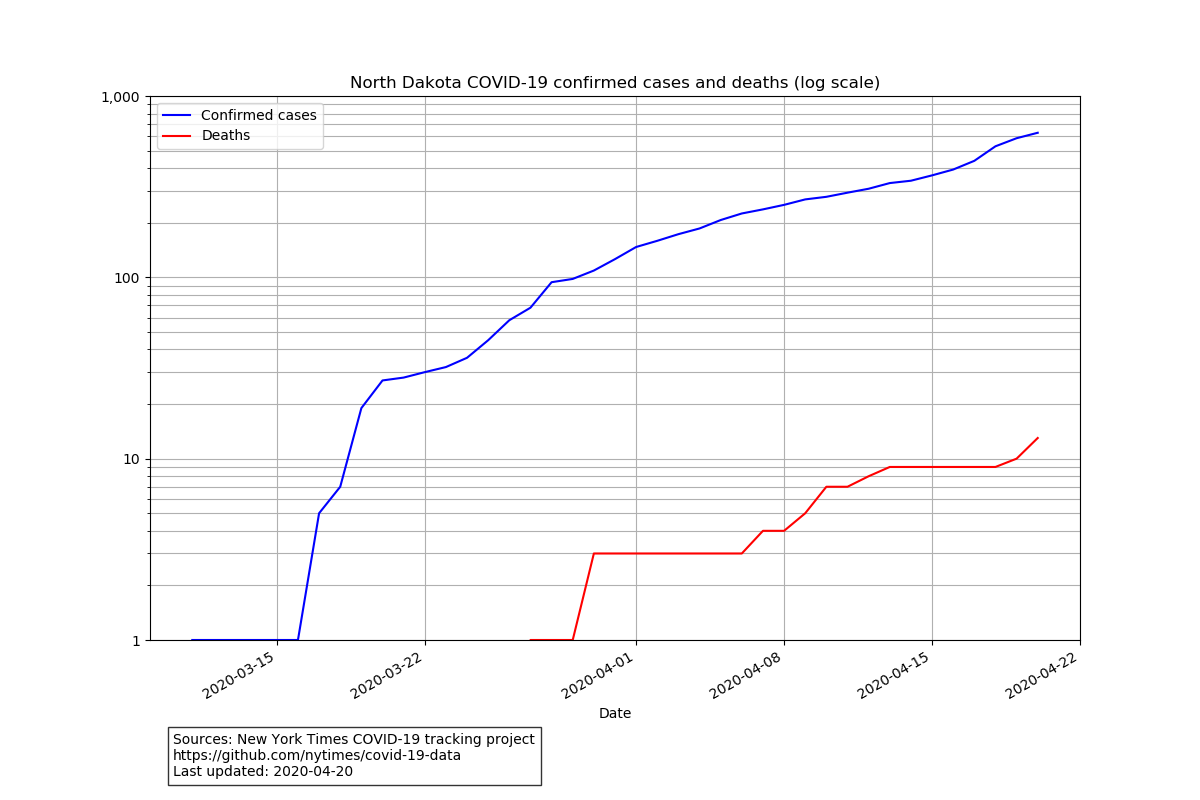 North Dakota COVID-19 confirmed cases and deaths (log scale)
1,000
Confirmed cases
Deaths
100
10
1
2020-03-15
2020-03-22
2020-04-01
2020-04-08
2020-04-15
2020-04-22
Date
Sources: New York Times COVID-19 tracking project
https://github.com/nytimes/covid-19-data
Last updated: 2020-04-20